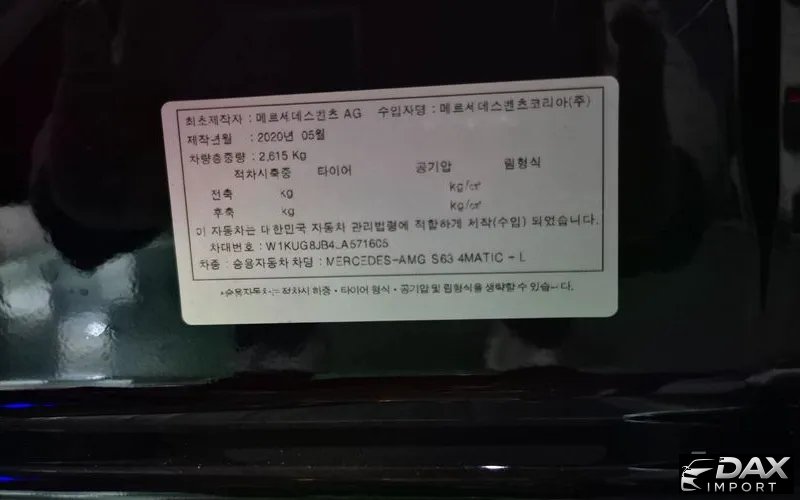 최초제작자 : 메르세데스벤츠 AG 수입자명 : 메르세데스벤츠코리아(주)
제작년월 : 2020년 05월
차량총중량 : 2,615 Kg
적차시축중 타이어 공기압 림형식
전축 kg kg/㎠
후축 kg kg/㎠
이 자동차는 대한민국 자동차 관리법령에 적합하게 제작(수입) 되었습니다.
차대번호 :
차종 : 승용자동차 차명 : MERCEDES-AMG S63 4MATIC + L
*승용자동차는 적차시 하중·타이어 형식·공기압 및 림형식을 생략할 수 있습니다.
DAX
IMPORT